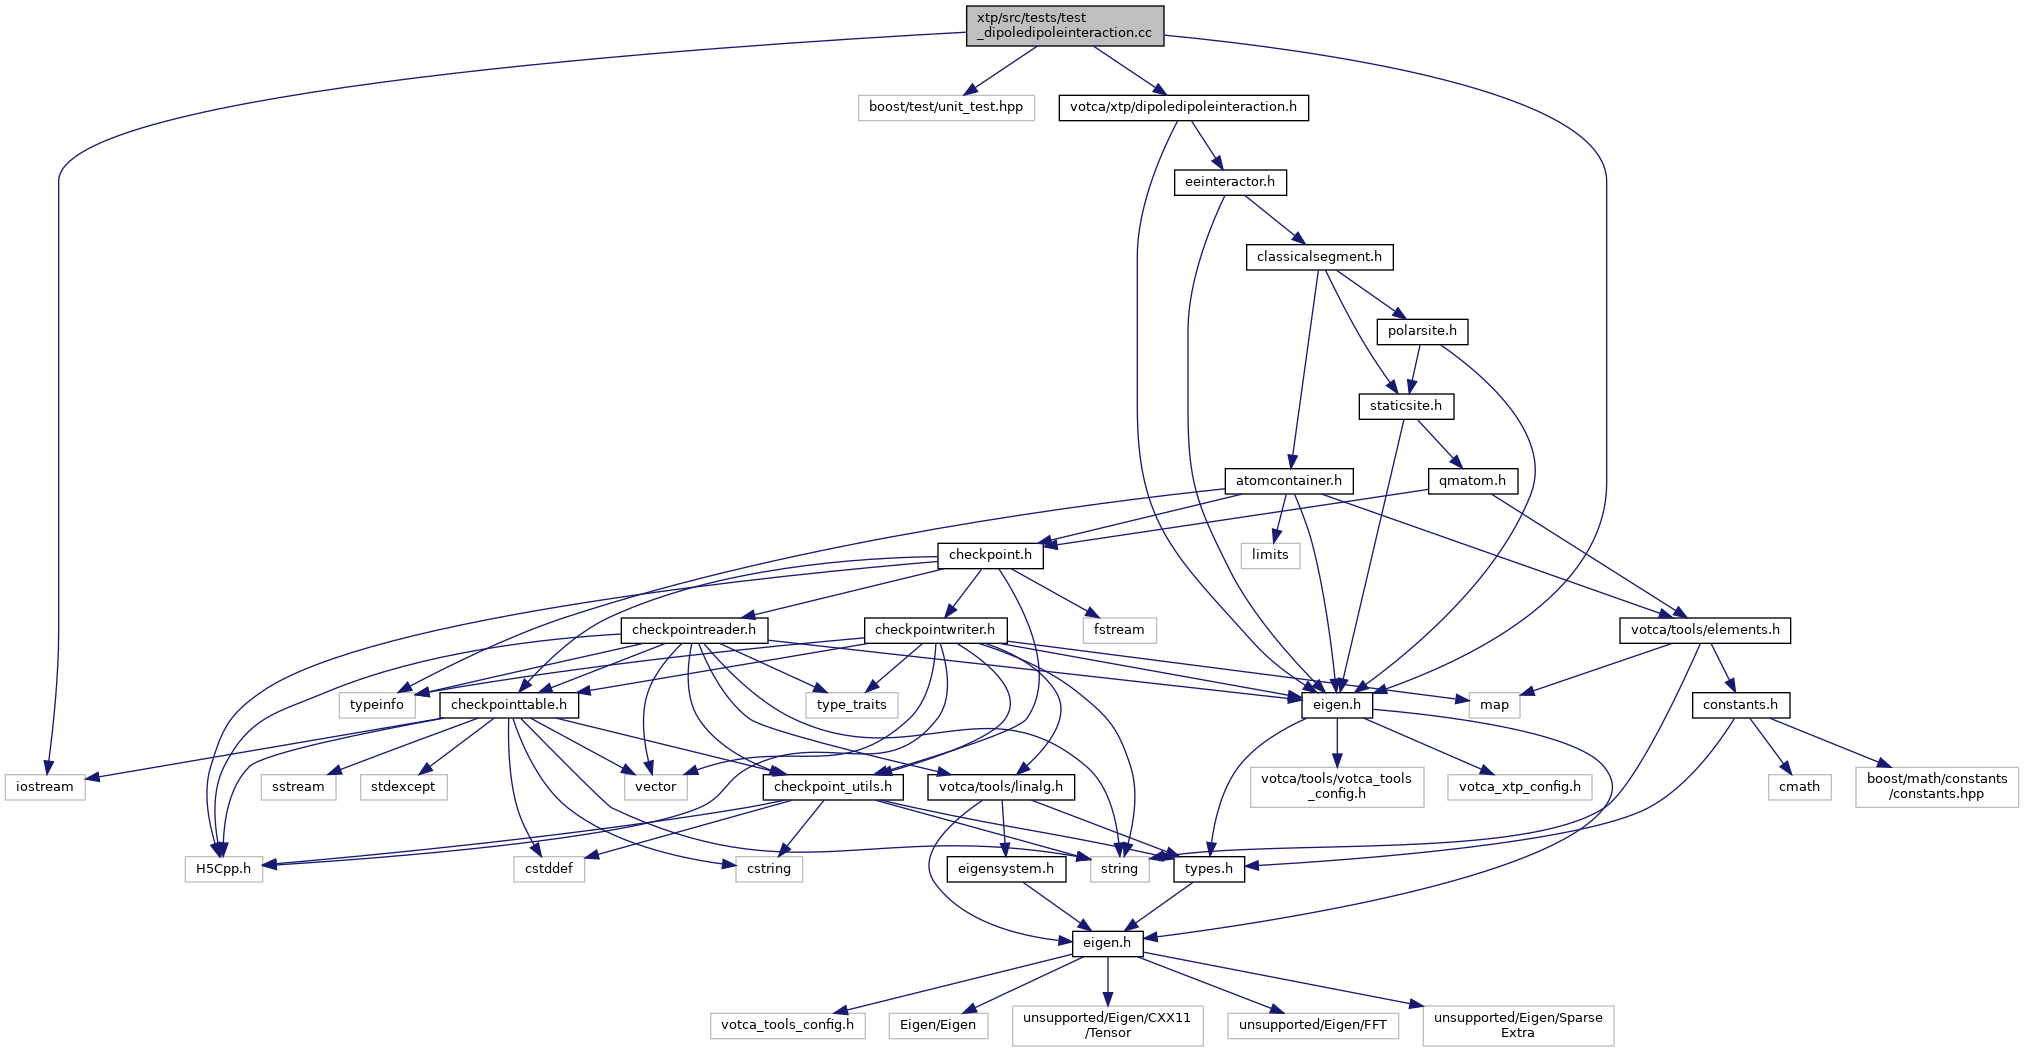 xtp/src/tests/test
_dipoledipoleinteraction.cc
boost/test/unit_test.hpp
votca/xtp/dipoledipoleinteraction.h
eeinteractor.h
classicalsegment.h
polarsite.h
staticsite.h
atomcontainer.h
qmatom.h
checkpoint.h
limits
checkpointreader.h
checkpointwriter.h
fstream
votca/tools/elements.h
typeinfo
checkpointtable.h
type_traits
eigen.h
map
constants.h
iostream
sstream
stdexcept
vector
checkpoint_utils.h
votca/tools/linalg.h
votca/tools/votca_tools
_config.h
votca_xtp_config.h
cmath
boost/math/constants
/constants.hpp
H5Cpp.h
cstddef
cstring
eigensystem.h
string
types.h
eigen.h
votca_tools_config.h
Eigen/Eigen
unsupported/Eigen/CXX11
/Tensor
unsupported/Eigen/FFT
unsupported/Eigen/Sparse
Extra